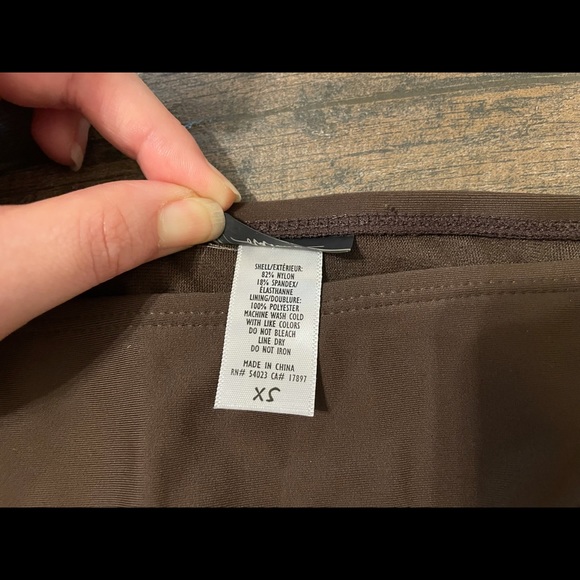 SHELL/EXTÉRIEUR:
82% NYLON
18% SPANDEX/
ÉLASTHANNE
LINING/DOUBLURE:
100% POLYESTER
MACHINE WASH COLD
WITH LIKE COLORS
DO NOT BLEACH
LINE DRY
DO NOT IRON
MADE IN CHINA
RN# 54023 CA# 17897
XS